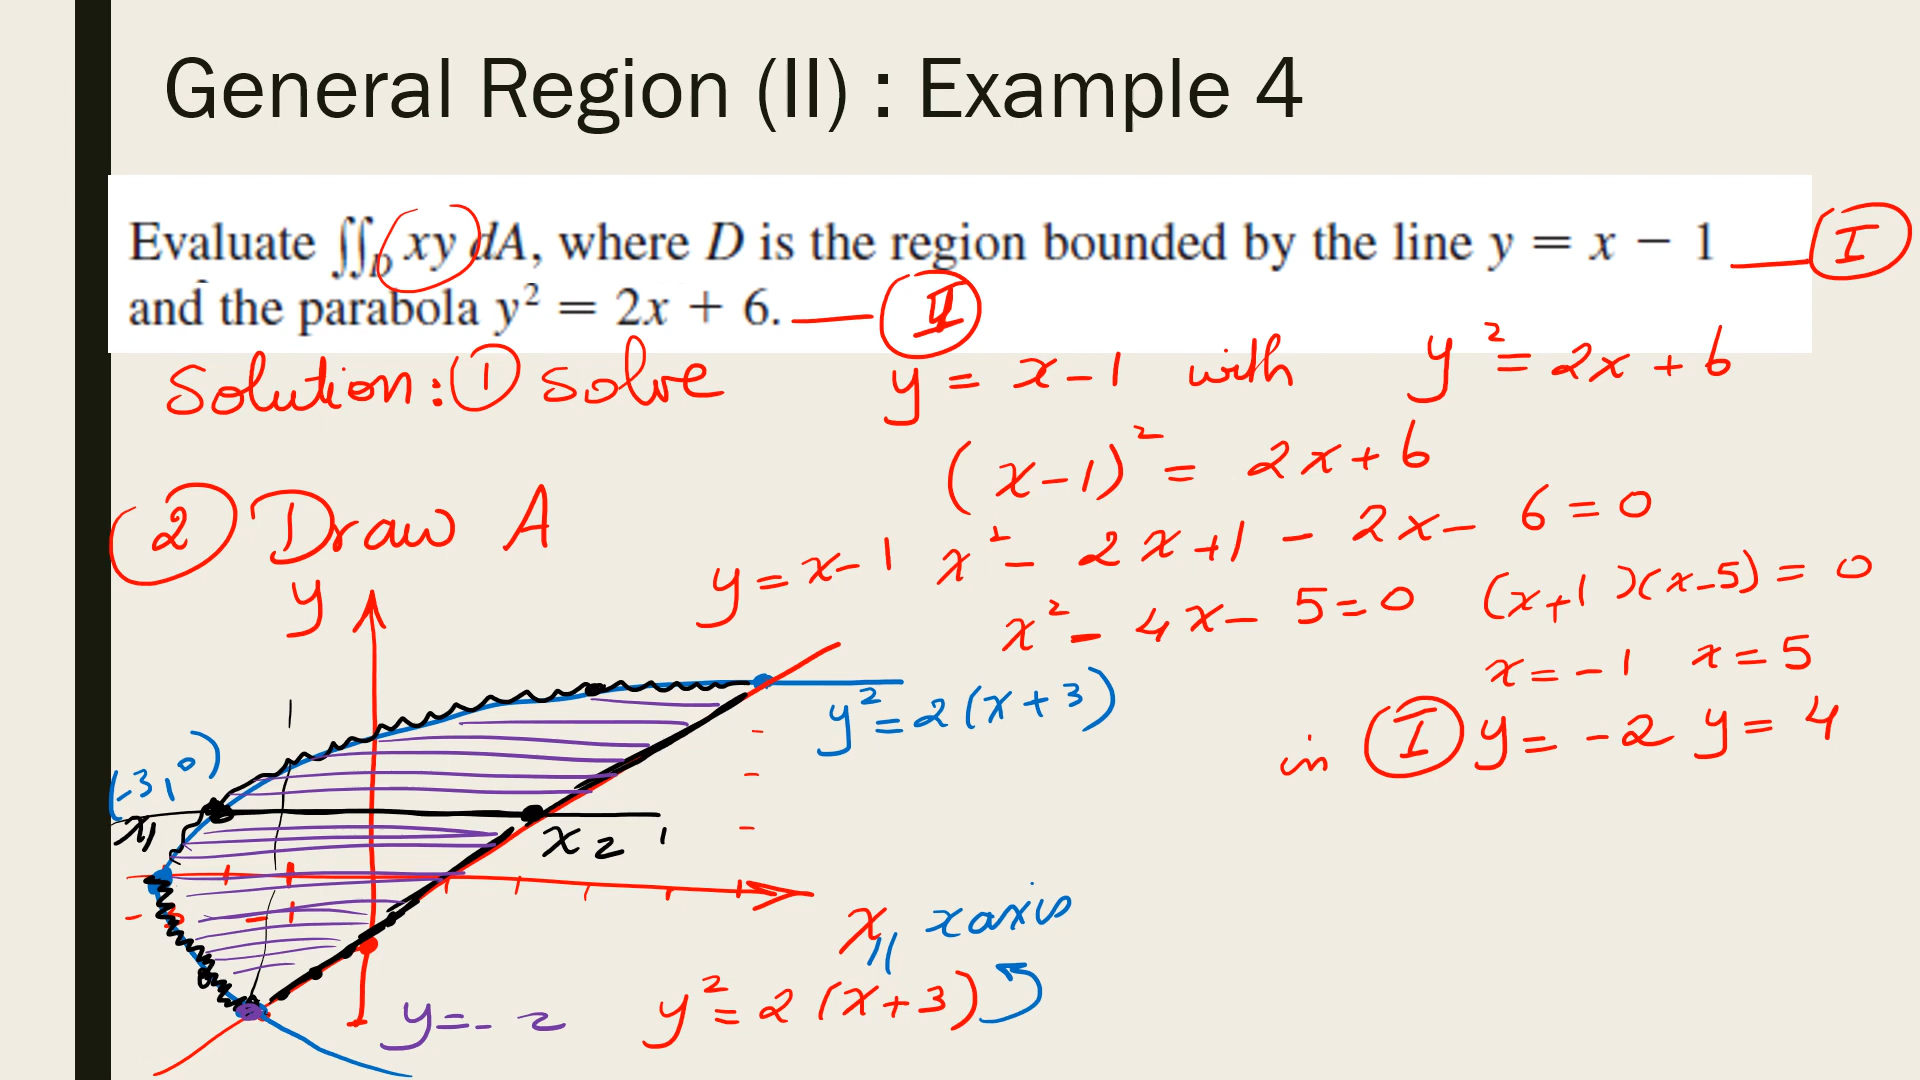 General Region (II) : Example 4
Evaluate ∬_D xy dA, where D is the region bounded by the line y = x − 1 — I
and the parabola y² = 2x + 6. — II
Solution: ① Solve y = x-1 with y² = 2x + 6
(x-1)² = 2x+6
② Draw A
x² - 2x+1 - 2x - 6 = 0
y = x-1
x² - 4x - 5=0 (x+1)(x-5) = 0
x = -1 x = 5
in I y = -2 y = 4
y
y² = 2(x+3)
(-3,0)
x₁
x₂
x // x axis
y = - 2
y² = 2(x+3)